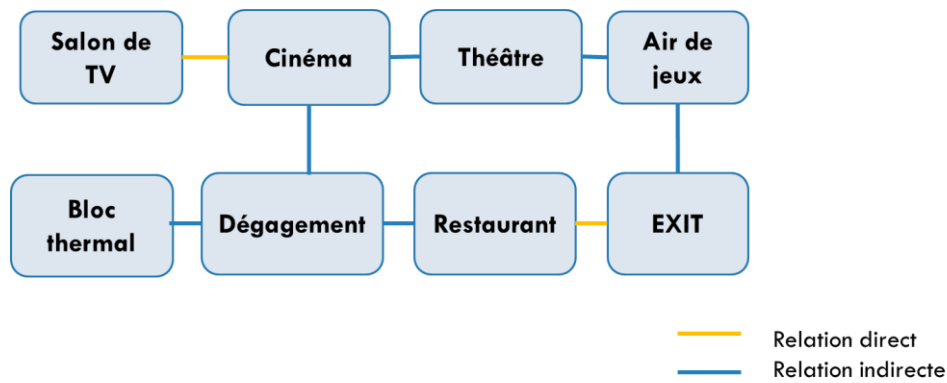 Salon de
TV
Cinéma
Théâtre
Air de
jeux
Bloc
thermal
Dégagement
Restaurant
EXIT
Relation direct
Relation indirecte